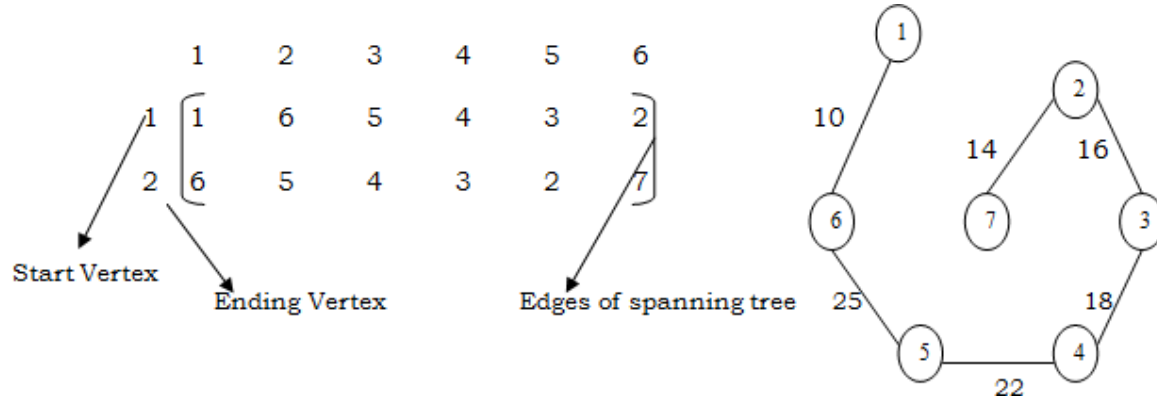 1 2 3 4 5 6
1 1 6 5 4 3 2
2 6 5 4 3 2 7
Start Vertex
Ending Vertex
Edges of spanning tree
1
2
10
14
16
6
7
3
25
18
5
4
22